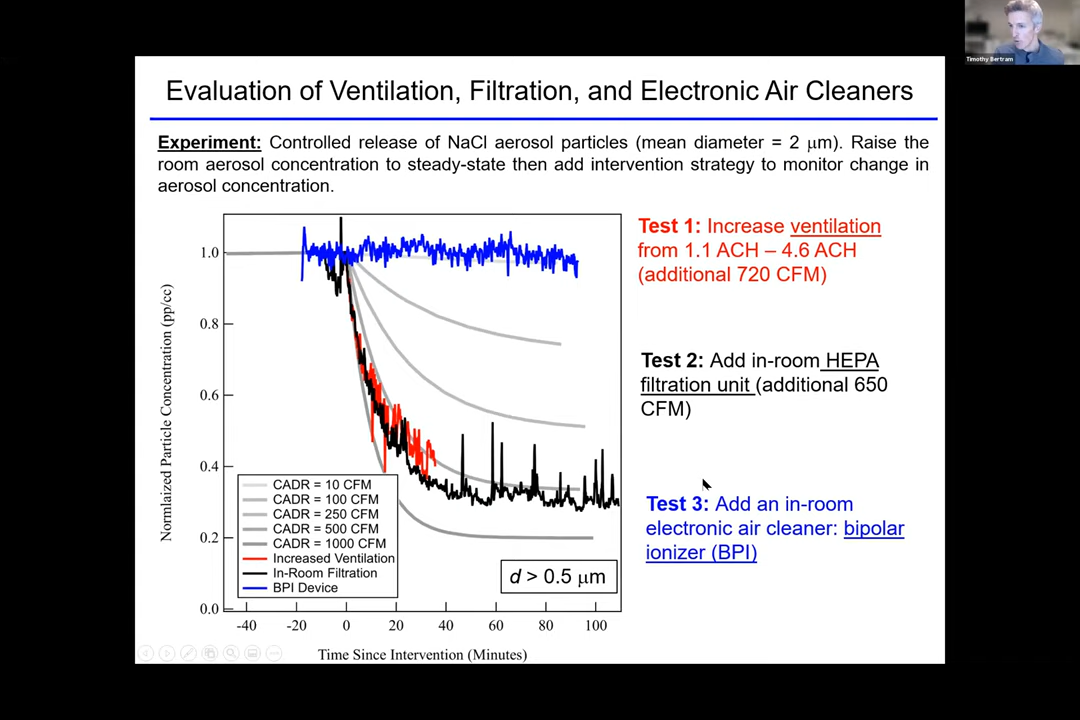 Timothy Bertram
Evaluation of Ventilation, Filtration, and Electronic Air Cleaners
Experiment: Controlled release of NaCl aerosol particles (mean diameter = 2 μm). Raise the
room aerosol concentration to steady-state then add intervention strategy to monitor change in
aerosol concentration.
Normlaized Particle Concentration (pp/cc)
1.0
0.8
0.6
0.4
0.2
0.0
CADR = 10 CFM
CADR = 100 CFM
CADR = 250 CFM
CADR = 500 CFM
CADR = 1000 CFM
Increased Ventilation
In-Room Filtration
BPI Device
d > 0.5 μm
-40 -20 0 20 40 60 80 100
Time Since Intervention (Minutes)
Test 1: Increase ventilation
from 1.1 ACH – 4.6 ACH
(additional 720 CFM)
Test 2: Add in-room HEPA
filtration unit (additional 650
CFM)
Test 3: Add an in-room
electronic air cleaner: bipolar
ionizer (BPI)